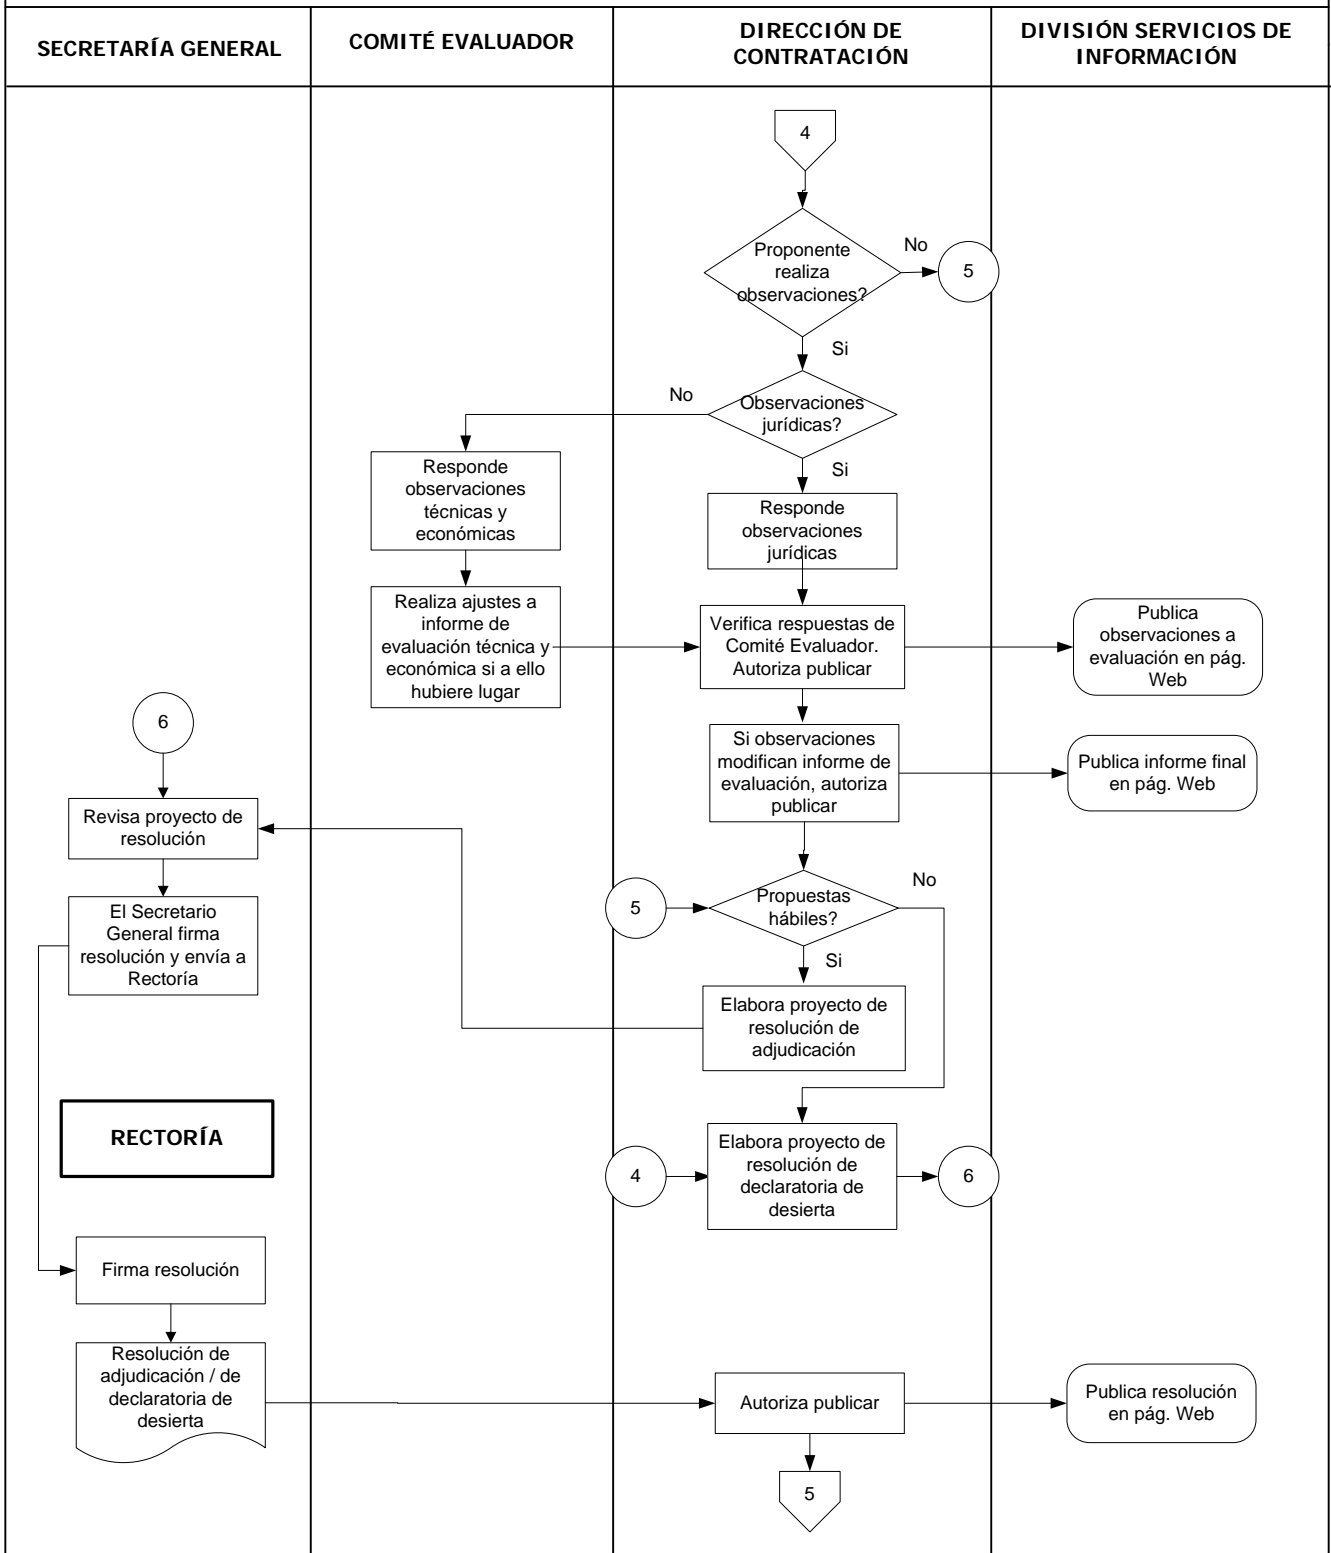 SECRETARÍA GENERAL
COMITÉ EVALUADOR
DIRECCIÓN DE
CONTRATACIÓN
DIVISIÓN SERVICIOS DE
INFORMACIÓN
4
Proponente
realiza
observaciones?
No
5
Si
Observaciones
jurídicas?
No
Si
Responde
observaciones
técnicas y
económicas
Responde
observaciones
jurídicas
Realiza ajustes a
informe de
evaluación técnica y
económica si a ello
hubiere lugar
Verifica respuestas de
Comité Evaluador.
Autoriza publicar
Publica
observaciones a
evaluación en pág.
Web
6
Si observaciones
modifican informe de
evaluación, autoriza
publicar
Publica informe final
en pág. Web
Revisa proyecto de
resolución
5
Propuestas
hábiles?
No
Si
El Secretario
General firma
resolución y envía a
Rectoría
Elabora proyecto de
resolución de
adjudicación
RECTORÍA
4
Elabora proyecto de
resolución de
declaratoria de
desierta
6
Firma resolución
Resolución de
adjudicación / de
declaratoria de
desierta
Autoriza publicar
Publica resolución
en pág. Web
5